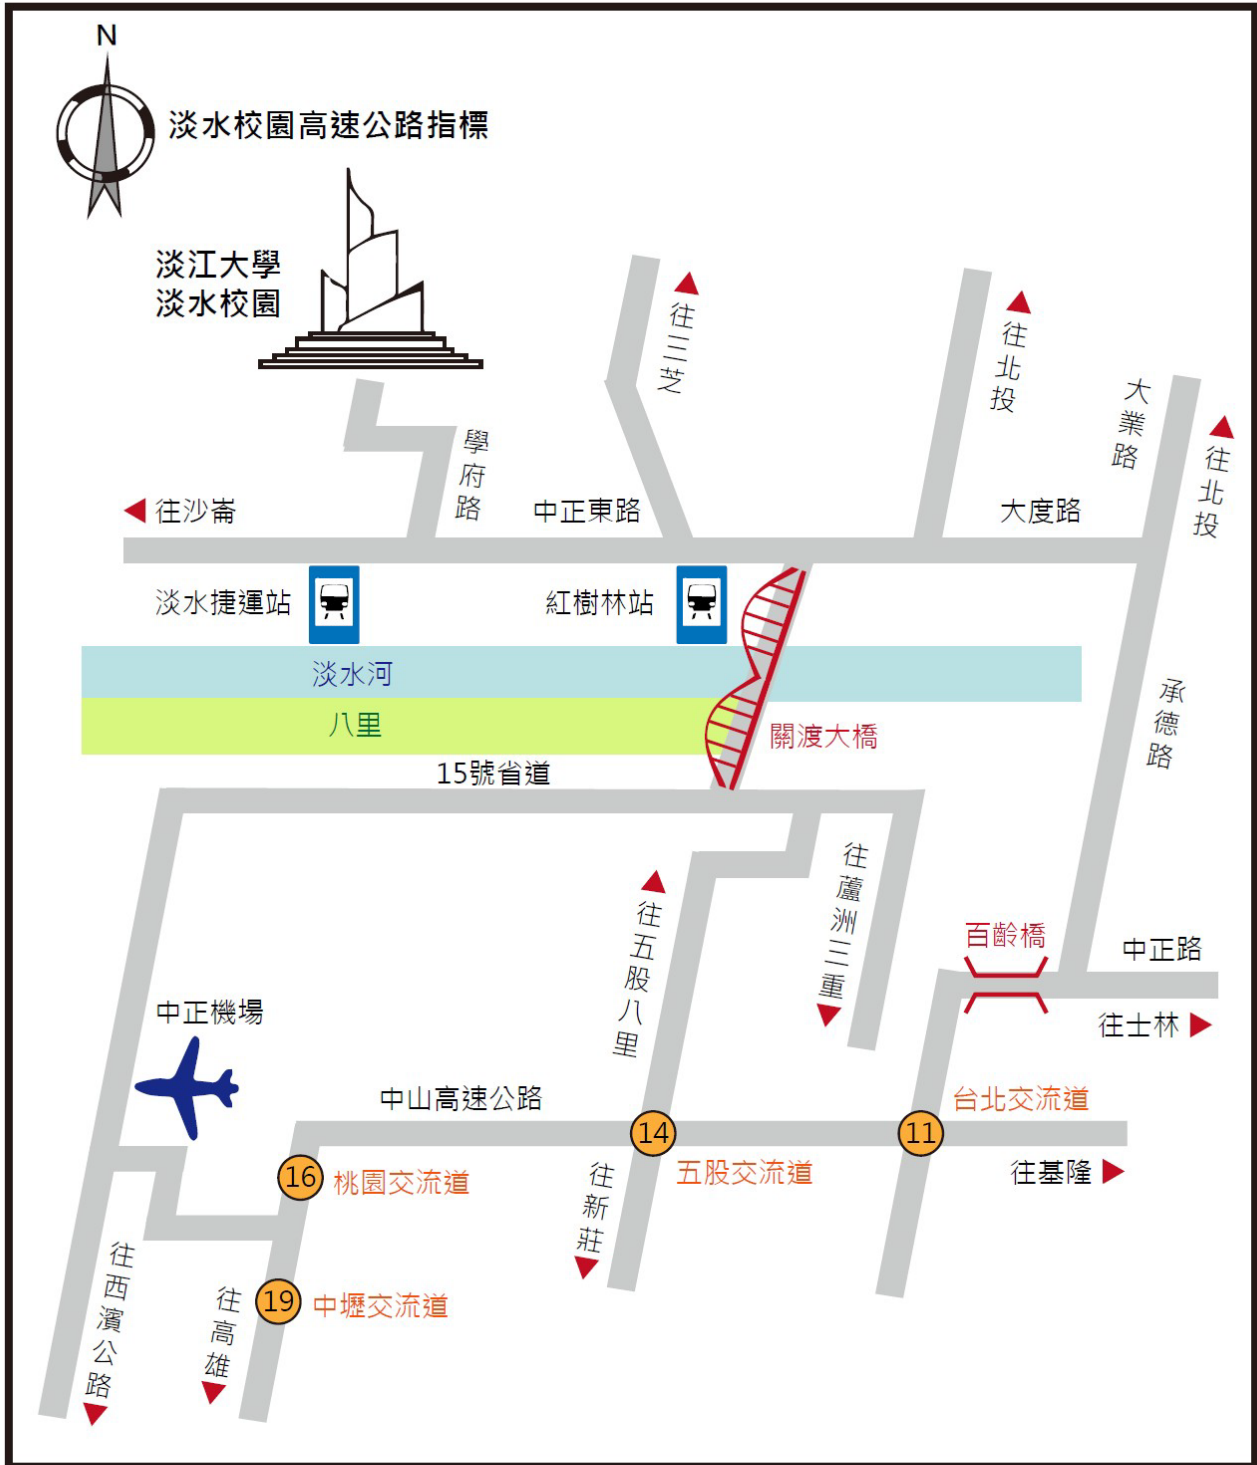 N
淡水校園高速公路指標
淡江大學
淡水校園
往三芝
往北投
大業路
往北投
學府路
往沙崙
中正東路
大度路
淡水捷運站
紅樹林站
淡水河
八里
關渡大橋
承德路
15號省道
往蘆洲三重
往五股八里
百齡橋
中正路
往士林
中正機場
中山高速公路
台北交流道
14
11
16
桃園交流道
五股交流道
往基隆
往新莊
往西濱公路
往高雄
19
中壢交流道